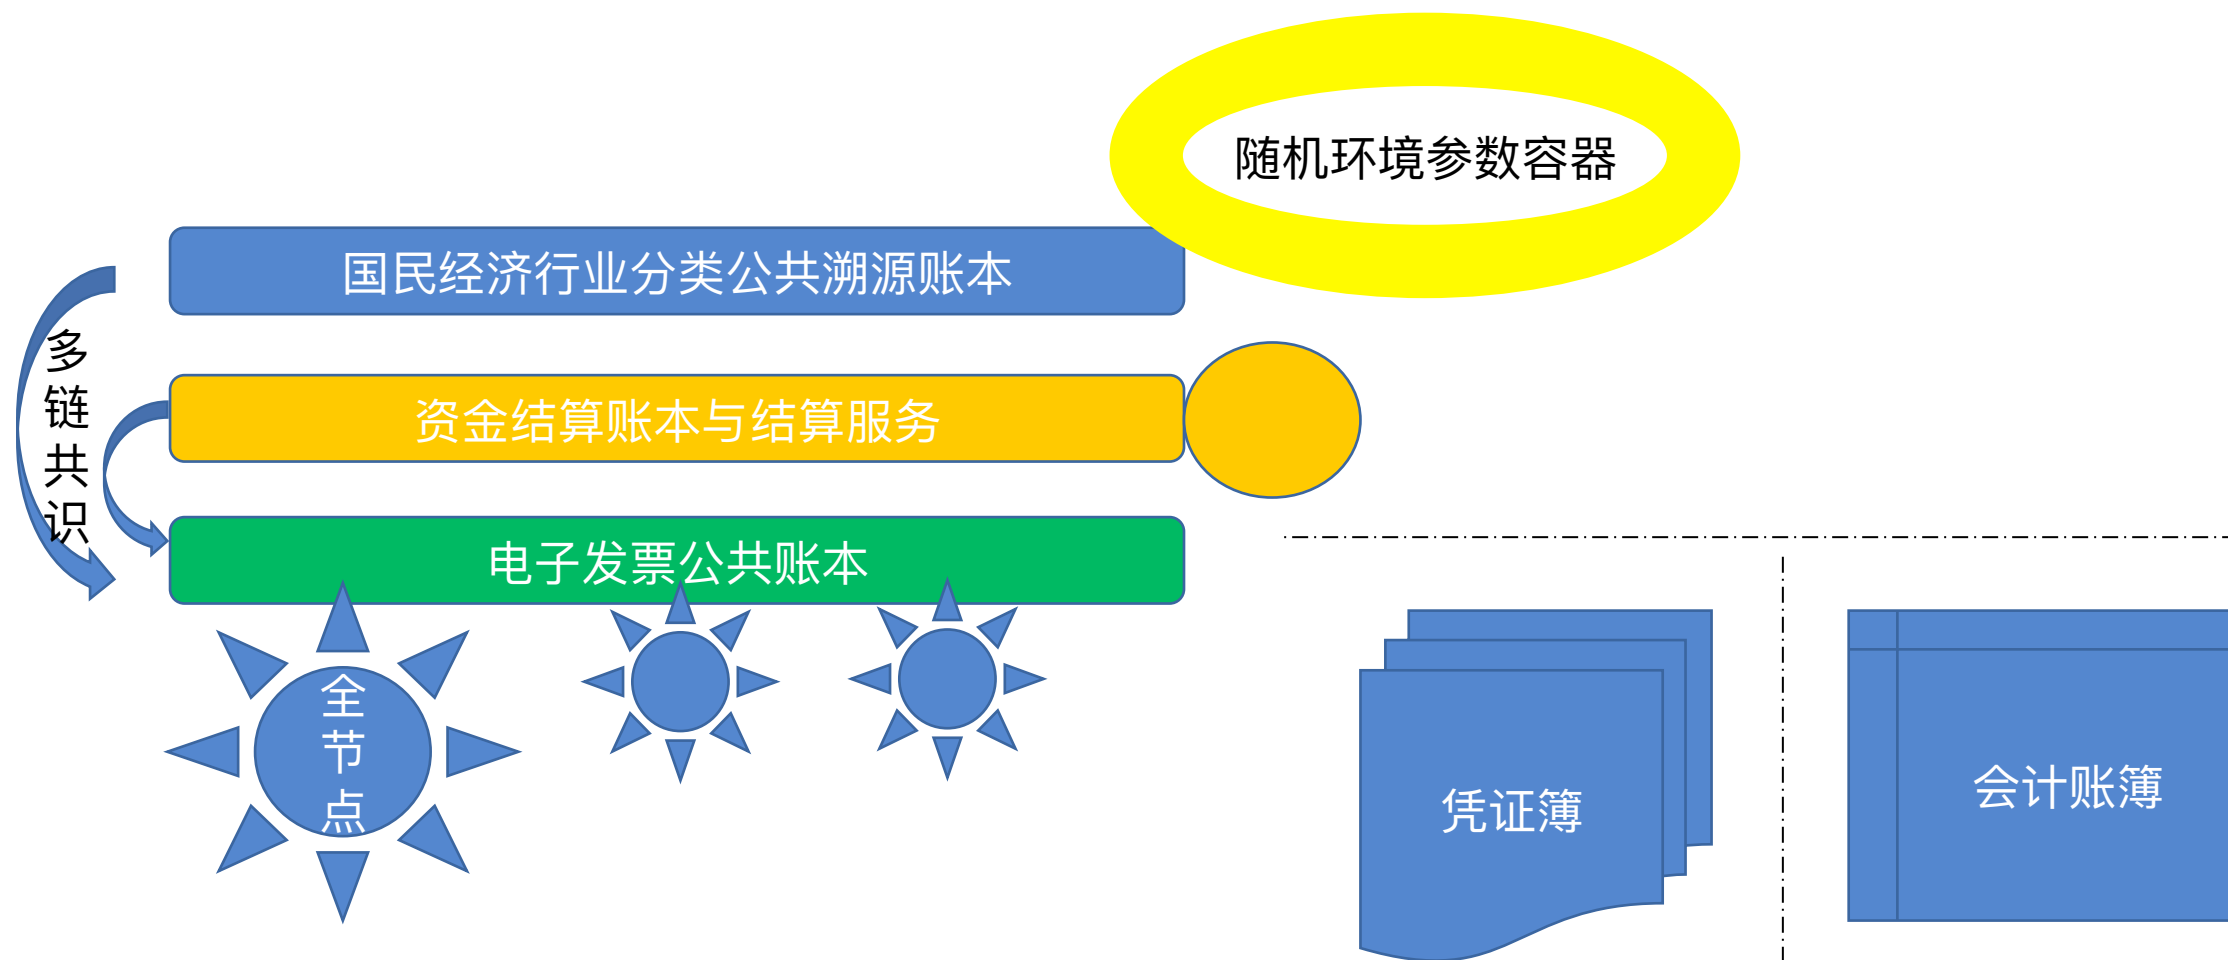 随机环境参数容器
国民经济行业分类公共溯源账本
多链共识
资金结算账本与结算服务
电子发票公共账本
全节点
凭证簿
会计账簿